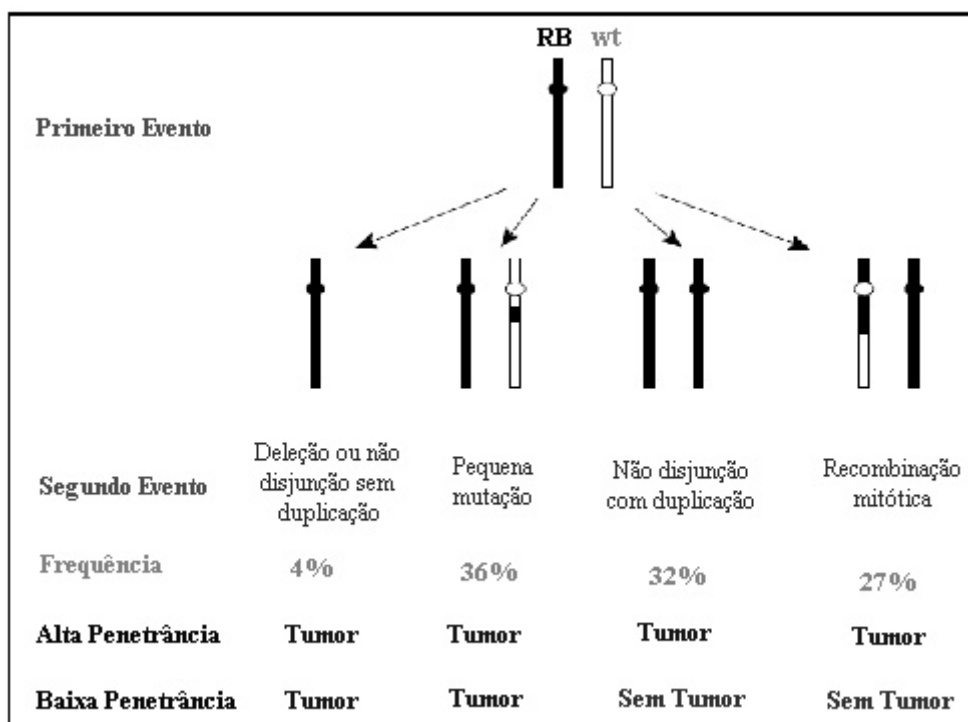 RB wt
Primeiro Evento
Segundo Evento
Deleção ou não
disjunção sem
duplicação
Pequena
mutação
Não disjunção
com duplicação
Recombinação
mitótica
Frequência 4% 36% 32% 27%
Alta Penetrância Tumor Tumor Tumor Tumor
Baixa Penetrância Tumor Tumor Sem Tumor Sem Tumor